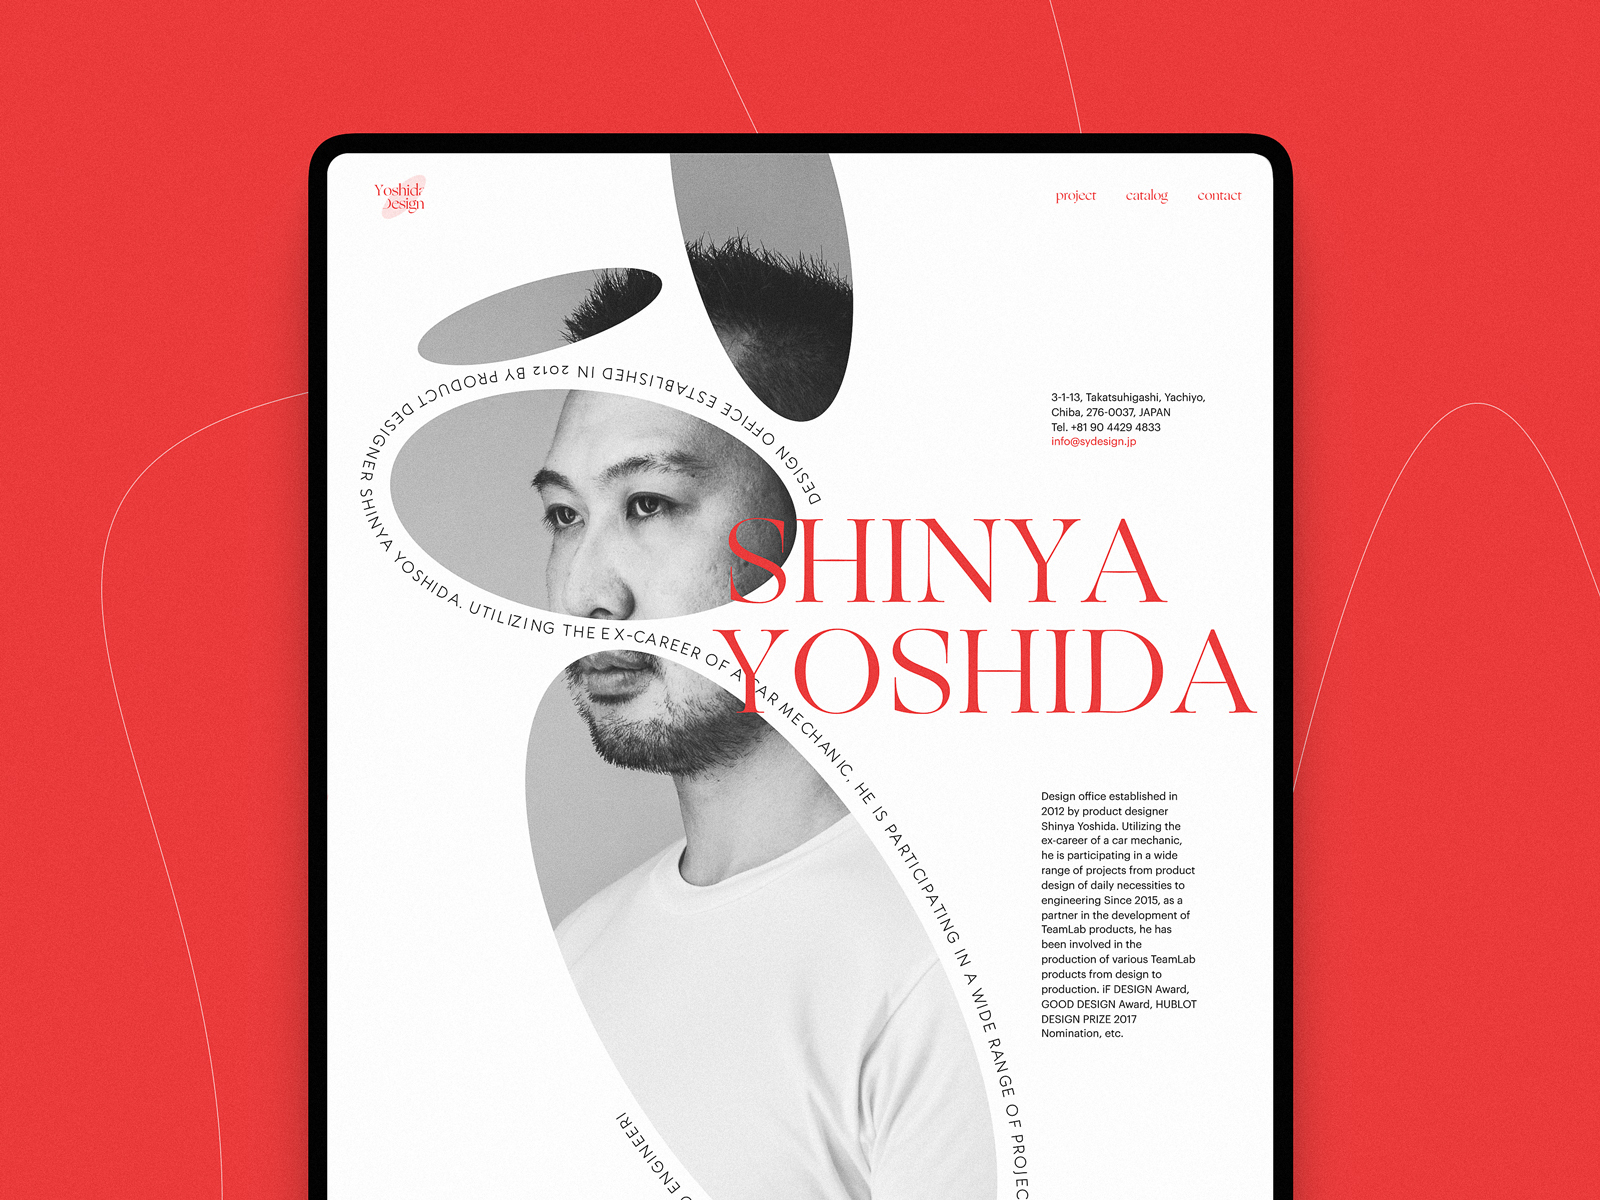 Yoshida
Design
project catalog contact
3-1-13, Takatsuhigashi, Yachiyo,
Chiba, 276-0037, JAPAN
Tel. +81 90 4429 4833
info@sydesign.jp
DESIGN OFFICE ESTABLISHED IN 2012 BY PRODUCT DESIGNER SHINYA YOSHIDA. UTILIZING THE EX-CAREER OF A CAR MECHANIC, HE IS PARTICIPATING IN A WIDE RANGE OF PROJEC
SHINYA
YOSHIDA
Design office established in
2012 by product designer
Shinya Yoshida. Utilizing the
ex-career of a car mechanic,
he is participating in a wide
range of projects from product
design of daily necessities to
engineering Since 2015, as a
partner in the development of
TeamLab products, he has
been involved in the
production of various TeamLab
products from design to
production. iF DESIGN Award,
GOOD DESIGN Award, HUBLOT
DESIGN PRIZE 2017
Nomination, etc.
ENGINEERI